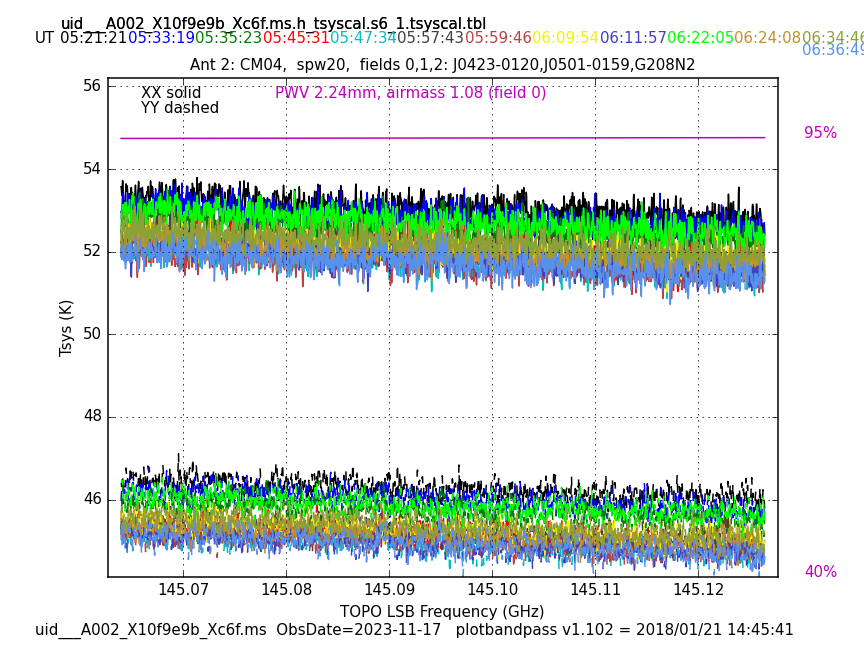 uid___A002_X10f9e9b_Xc6f.ms.h_tsyscal.s6_1.tsyscal.tbl
UT 05:21:21 05:33:19 05:35:23 05:45:31 05:47:34 05:57:43 05:59:46 06:09:54 06:11:57 06:22:05 06:24:08 06:34:46
06:36:49
Ant 2: CM04, spw20, fields 0,1,2: J0423-0120,J0501-0159,G208N2
XX solid
YY dashed
PWV 2.24mm, airmass 1.08 (field 0)
56
54
52
50
48
46
95%
40%
Tsys (K)
145.07 145.08 145.09 145.10 145.11 145.12
TOPO LSB Frequency (GHz)
uid___A002_X10f9e9b_Xc6f.ms ObsDate=2023-11-17 plotbandpass v1.102 = 2018/01/21 14:45:41